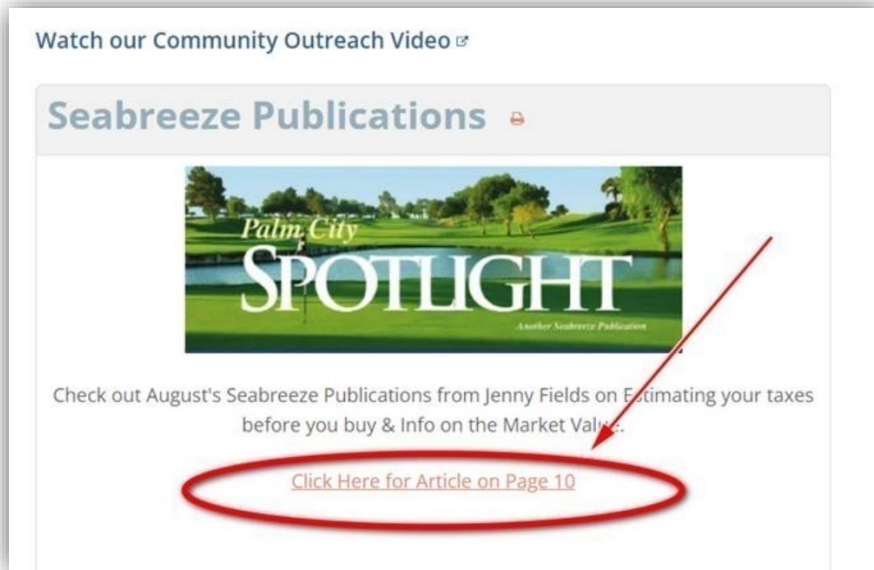 Watch our Community Outreach Video
Seabreeze Publications
Palm City
SPOTLIGHT
Another Seabreeze Publication
Check out August's Seabreeze Publications from Jenny Fields on Estimating your taxes
before you buy & Info on the Market Value.
Click Here for Article on Page 10